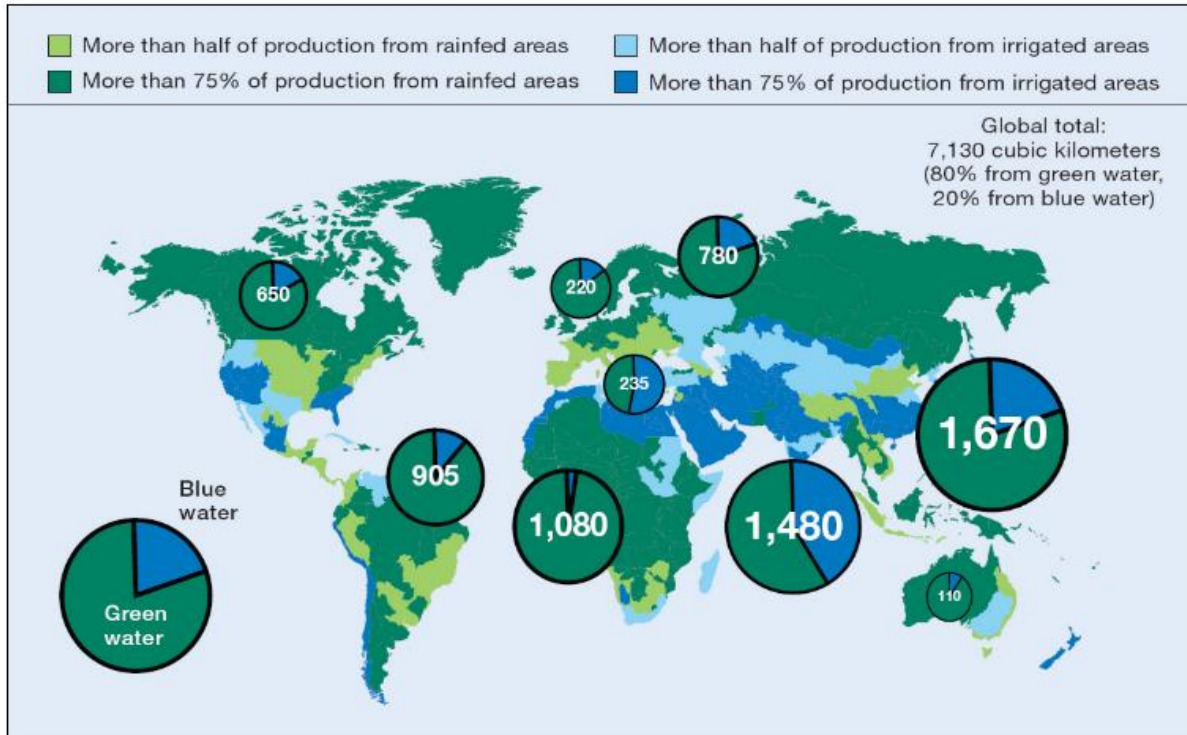 More than half of production from rainfed areas
More than half of production from irrigated areas
More than 75% of production from rainfed areas
More than 75% of production from irrigated areas
Global total:
7,130 cubic kilometers
(80% from green water,
20% from blue water)
780
650
220
235
1,670
905
1,080
1,480
110
Blue
water
Green
water